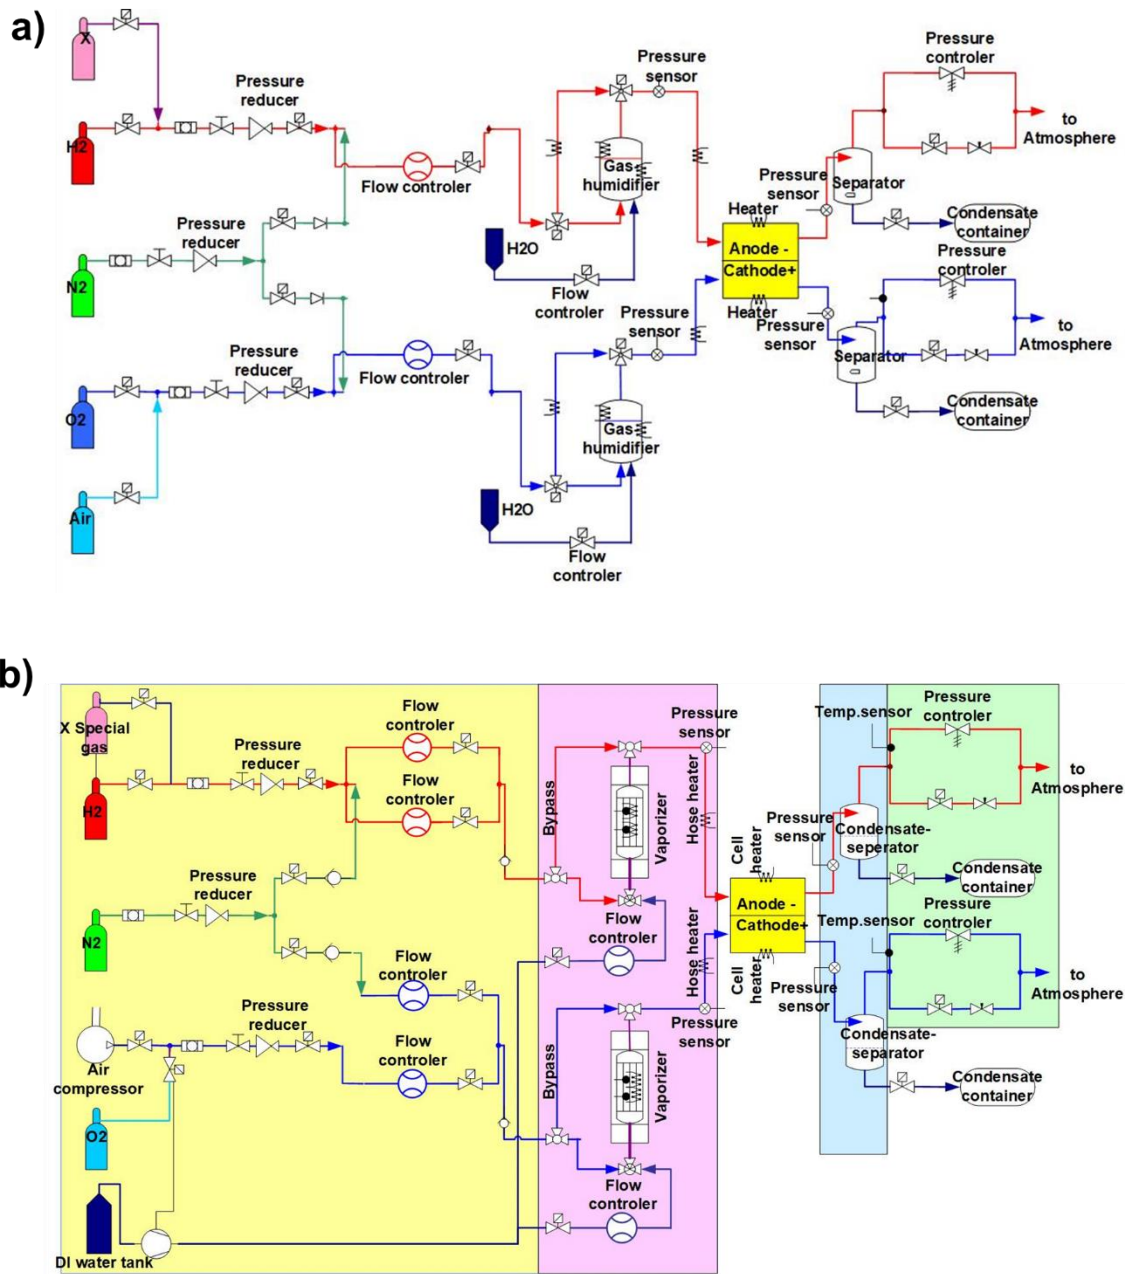 a)
X
Pressure
reducer
Pressure
sensor
Pressure
controler
to
Atmosphere
H2
Flow controler
Gas-
humidifier
Pressure
sensor
Separator
Heater
Condensate
container
Pressure
reducer
H2O
Anode -
Cathode+
N2
Flow
controler
Pressure
sensor
Heater
Pressure
sensor
Pressure
controler
to
Atmosphere
Separator
Pressure
reducer
Flow controler
O2
Gas-
humidifier
Condensate
container
Air
H2O
Flow
controler
b)
X Special
gas
Pressure
reducer
Flow
controler
Flow
controler
H2
Bypass
Vaporizer
Pressure
sensor
Hose heater
Temp.sensor
Pressure
controler
to
Atmosphere
Pressure
sensor
Condensate-
seperator
Cell
heater
Condensate
container
Pressure
reducer
N2
Anode -
Cathode+
Flow
controler
Hose heater
Cell
heater
Temp.sensor
Pressure
controler
Flow
controler
Pressure
sensor
to
Atmosphere
Pressure
reducer
Air
compressor
Flow
controler
Bypass
Vaporizer
Pressure
sensor
Condensate-
separator
Condensate
container
O2
Flow
controler
DI water tank